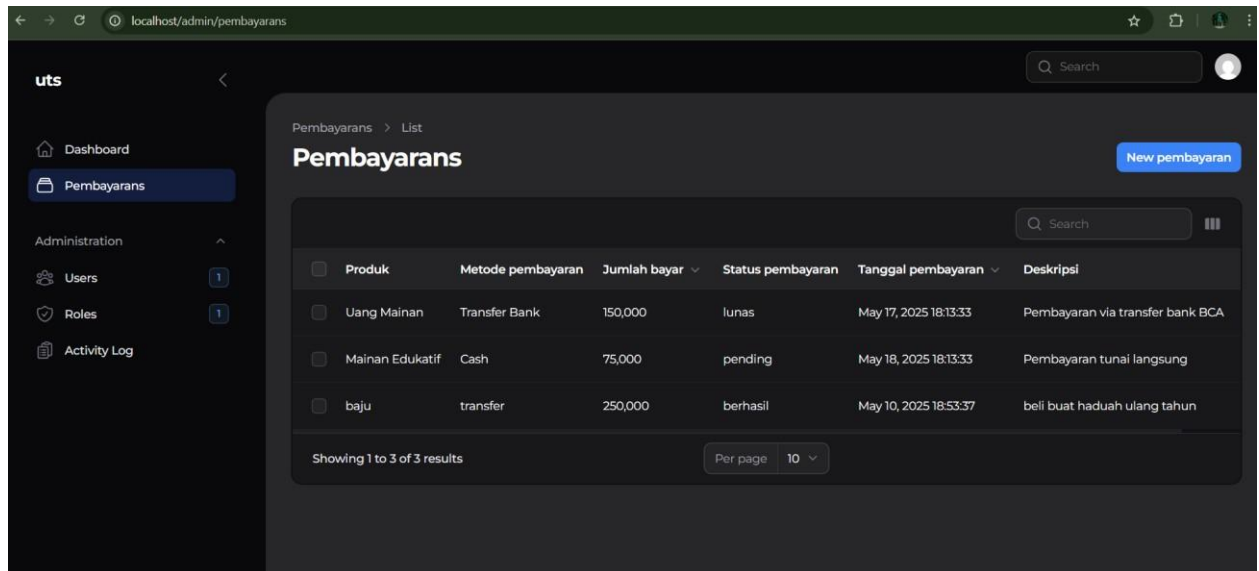 localhost/admin/pembayarans
uts
Search
Dashboard
Pembayarans
Administration
Users 1
Roles 1
Activity Log
Pembayarans > List
Pembayarans
New pembayaran
Search
Produk Metode pembayaran Jumlah bayar Status pembayaran Tanggal pembayaran Deskripsi
Uang Mainan Transfer Bank 150,000 lunas May 17, 2025 18:13:33 Pembayaran via transfer bank BCA
Mainan Edukatif Cash 75,000 pending May 18, 2025 18:13:33 Pembayaran tunai langsung
baju transfer 250,000 berhasil May 10, 2025 18:53:37 beli buat haduah ulang tahun
Showing 1 to 3 of 3 results
Per page 10